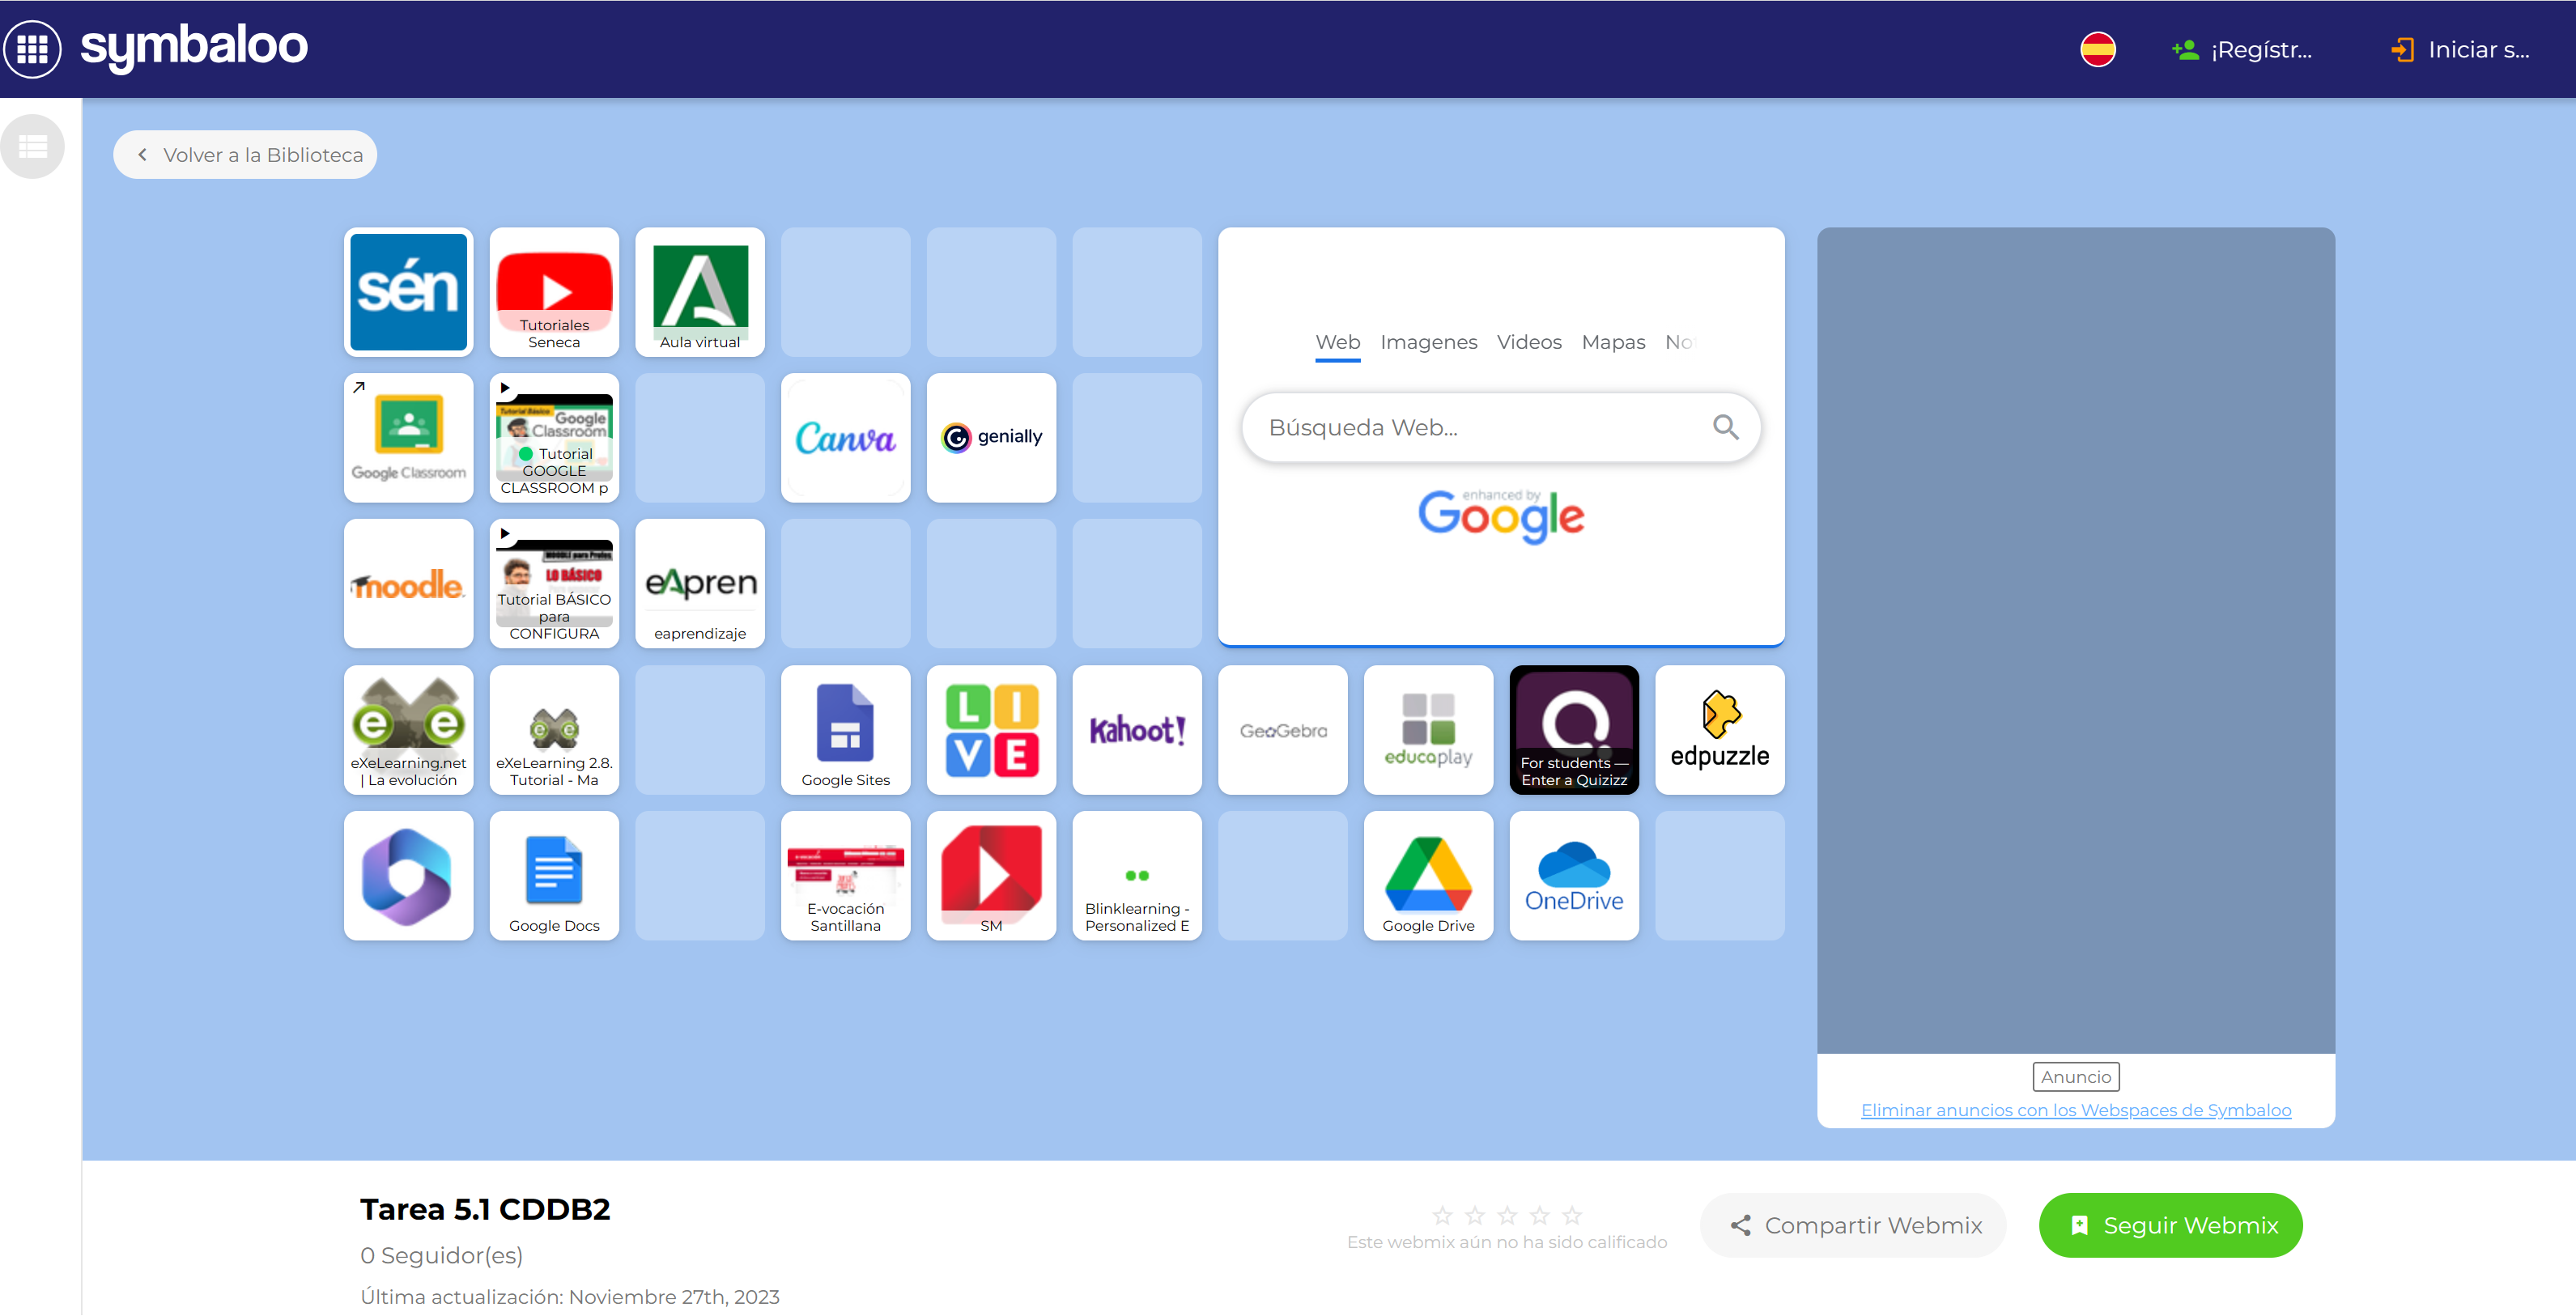 symbaloo
¡Regístr...
Iniciar s...
Volver a la Biblioteca
sén
Tutoriales
Seneca
Aula virtual
Web Imagenes Videos Mapas
Búsqueda Web...
enhanced by
Google
Google Classroom
Tutorial Básico
Google
Classroom
Tutorial
GOOGLE
CLASSROOM p
Canva
genially
moodle
MOODLE para Profes
LO BÁSICO
Tutorial BÁSICO
para
CONFIGURA
eApren
eaprendizaje
eXeLearning.net
| La evolución
eXeLearning 2.8.
Tutorial - Ma
Google Sites
LIVE
Kahoot!
GeoGebra
educaplay
For students —
Enter a Quizizz
edpuzzle
Google Docs
E-vocación
Santillana
SM
Blinklearning -
Personalized E
Google Drive
OneDrive
Anuncio
Eliminar anuncios con los Webspaces de Symbaloo
Tarea 5.1 CDDB2
0 Seguidor(es)
Última actualización: Noviembre 27th, 2023
Este webmix aún no ha sido calificado
Compartir Webmix
Seguir Webmix